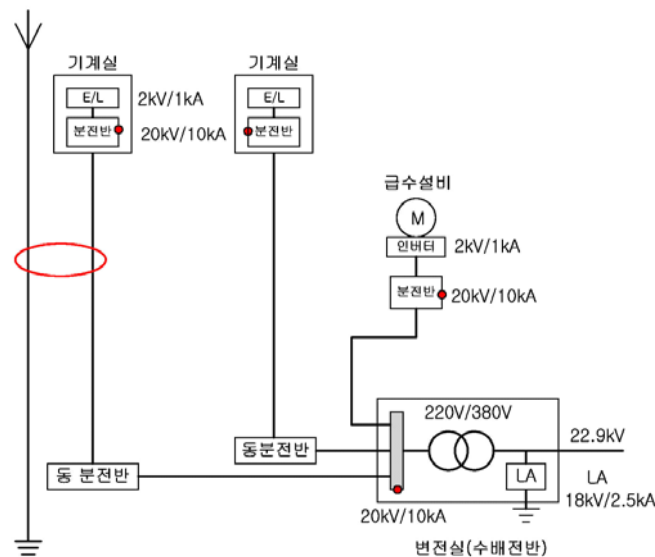 기계실
기계실
E/L
2kV/1kA
E/L
분전반
20kV/10kA
분전반
급수설비
M
인버터
2kV/1kA
분전반
20kV/10kA
220V/380V
22.9kV
동분전반
동 분전반
LA
LA
18kV/2.5kA
20kV/10kA
변전실(수배전반)